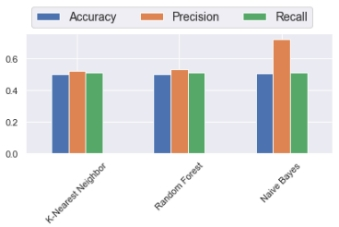 Accuracy Precision Recall
0.6
0.4
0.2
0.0
K-Nearest Neighbor
Random Forest
Naive Bayes